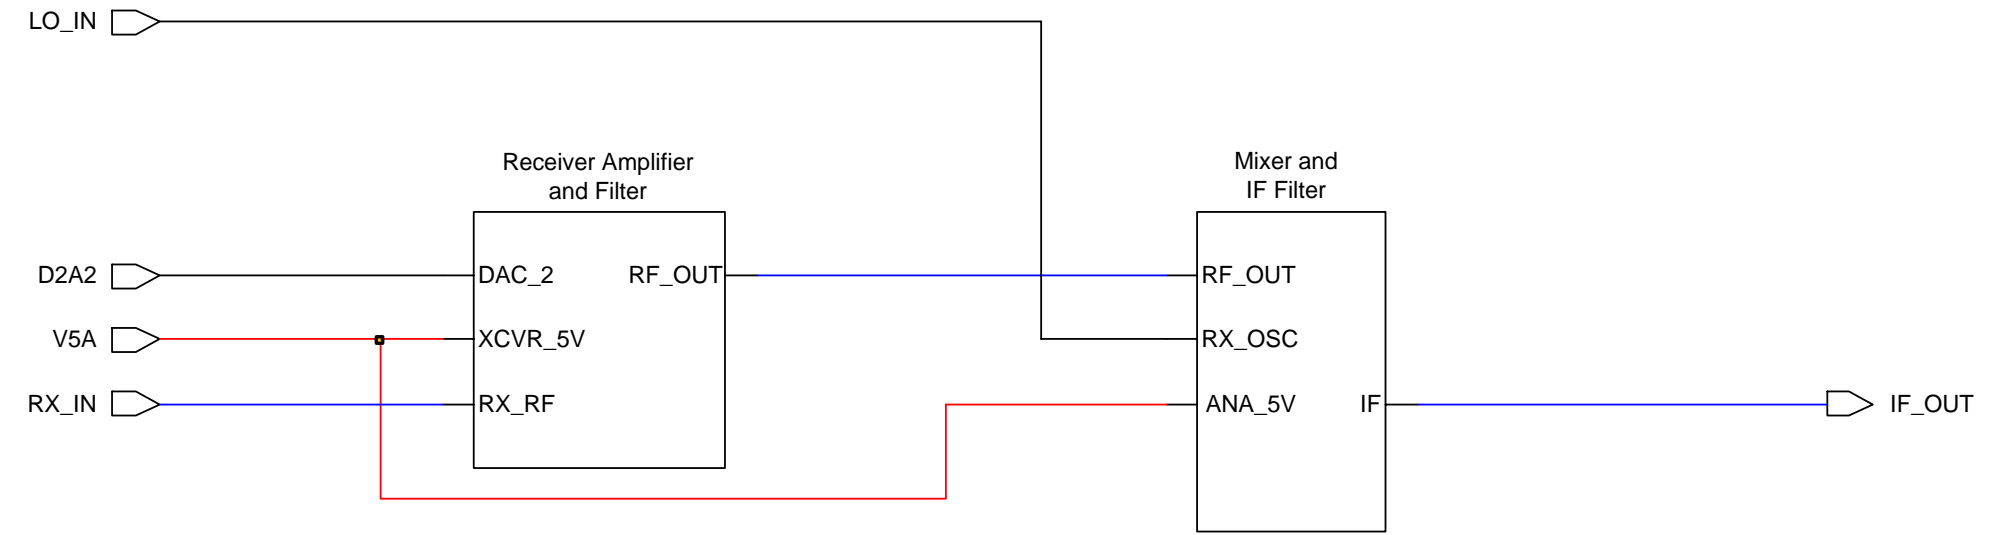 LO_IN
Receiver Amplifier
and Filter
Mixer and
IF Filter
D2A2
DAC_2
RF_OUT
RF_OUT
V5A
XCVR_5V
RX_OSC
RX_IN
RX_RF
ANA_5V
IF
IF_OUT